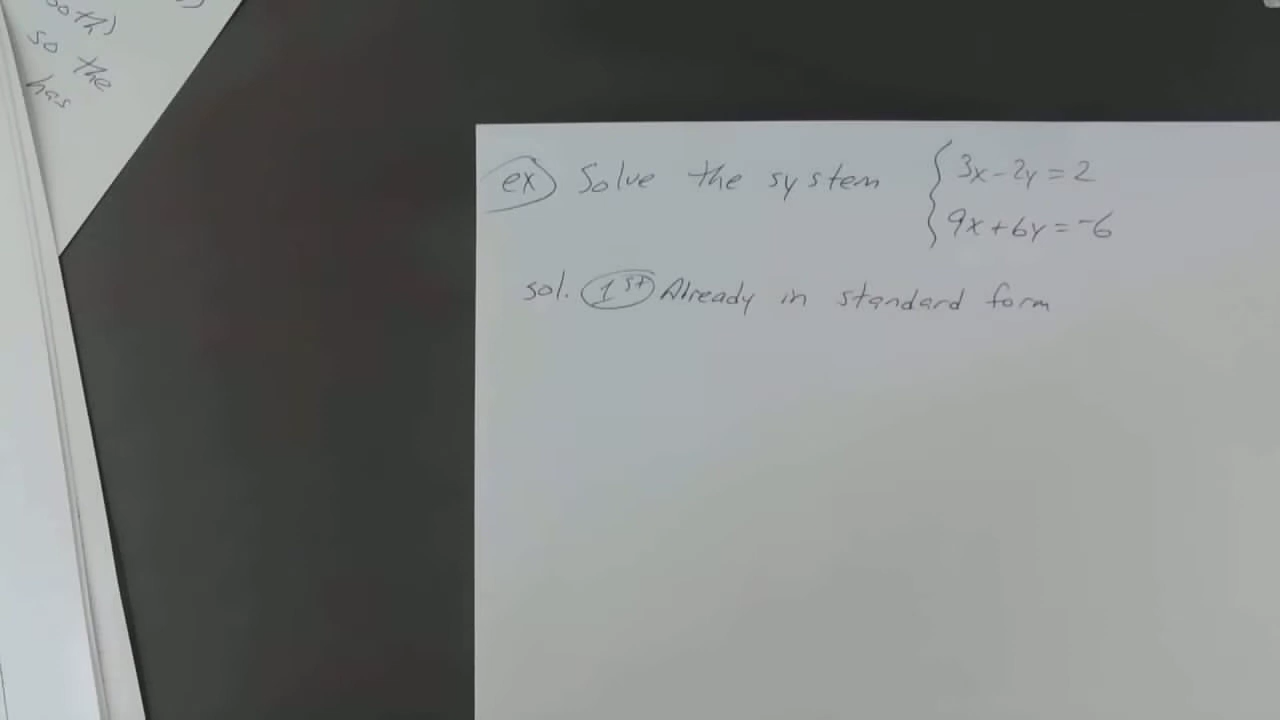 so the
has
ex Solve the system { 3x - 2y = 2
9x + 6y = -6
sol. 1st Already in standard form